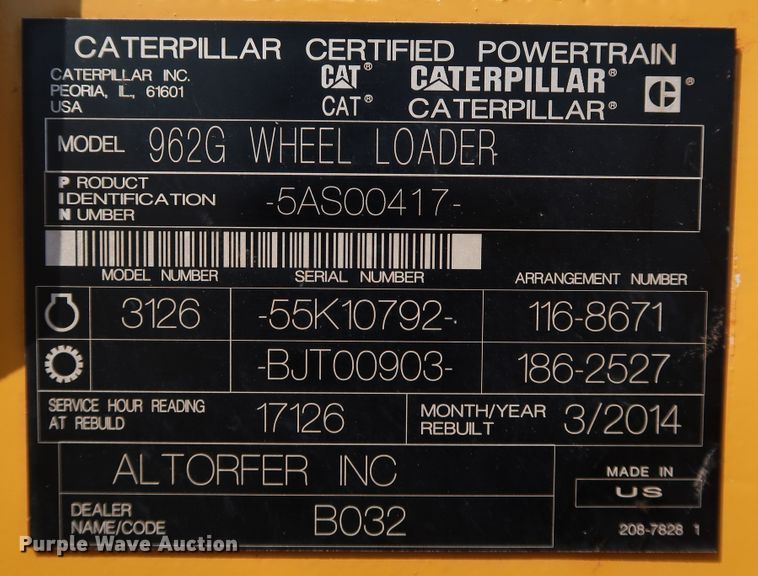 CATERPILLAR CERTIFIED POWERTRAIN
CATERPILLAR INC.
PEORIA, IL, 61601
USA
CAT® CATERPILLAR® C®
CAT® CATERPILLAR®
MODEL 962G WHEEL LOADER
PRODUCT
IDENTIFICATION
NUMBER
-5AS00417-
MODEL NUMBER SERIAL NUMBER ARRANGEMENT NUMBER
3126 -55K10792- 116-8671
-BJT00903- 186-2527
SERVICE HOUR READING
AT REBUILD
17126
MONTH/YEAR
REBUILT
3/2014
ALTORFER INC
DEALER
NAME/CODE
B032
MADE IN
US
208-7828 1
Purple Wave Auction